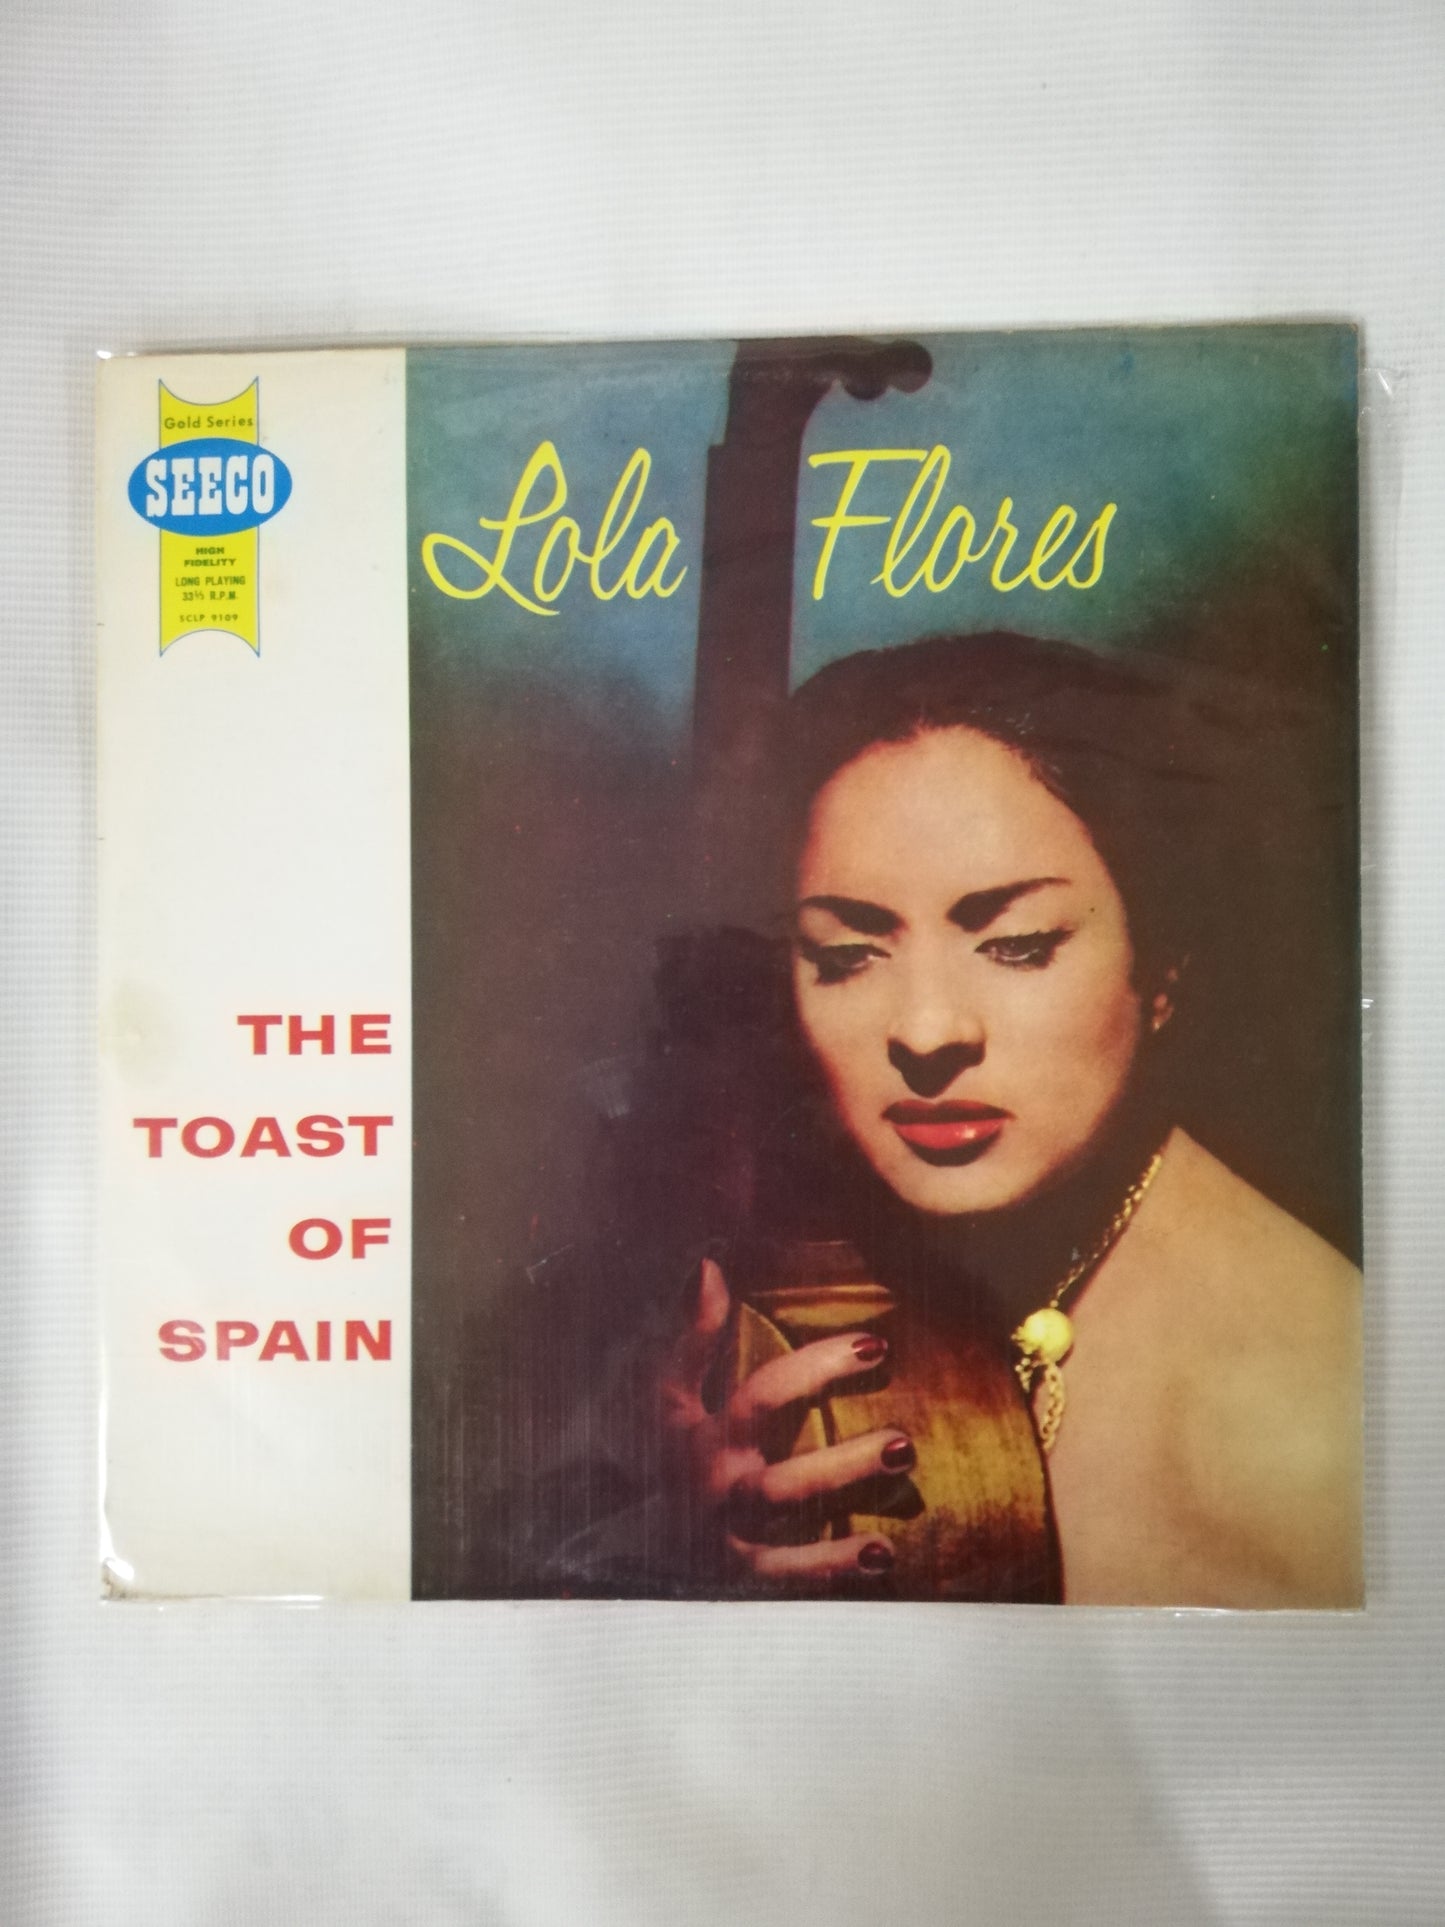 Gold Series
SEECO
HIGH
FIDELITY
LONG PLAYING
33⅓ R.P.M.
SCLP 9109
Lola Flores
THE
TOAST
OF
SPAIN